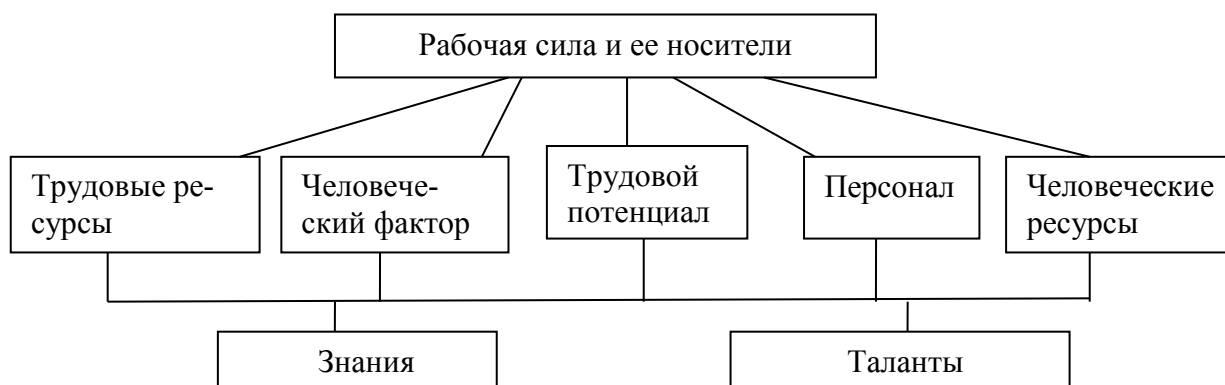 Рабочая сила и ее носители
Трудовые ре-
сурсы
Человече-
ский фактор
Трудовой
потенциал
Персонал
Человеческие
ресурсы
Знания
Таланты